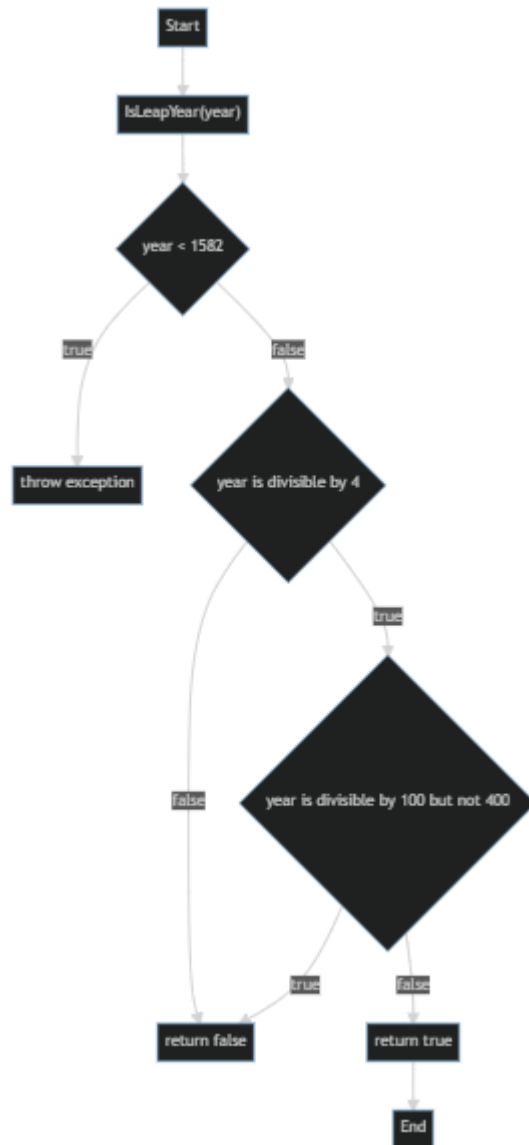 Start
IsLeapYear(year)
year < 1582
true
false
throw exception
year is divisible by 4
true
false
year is divisible by 100 but not 400
true
false
return false
return true
End